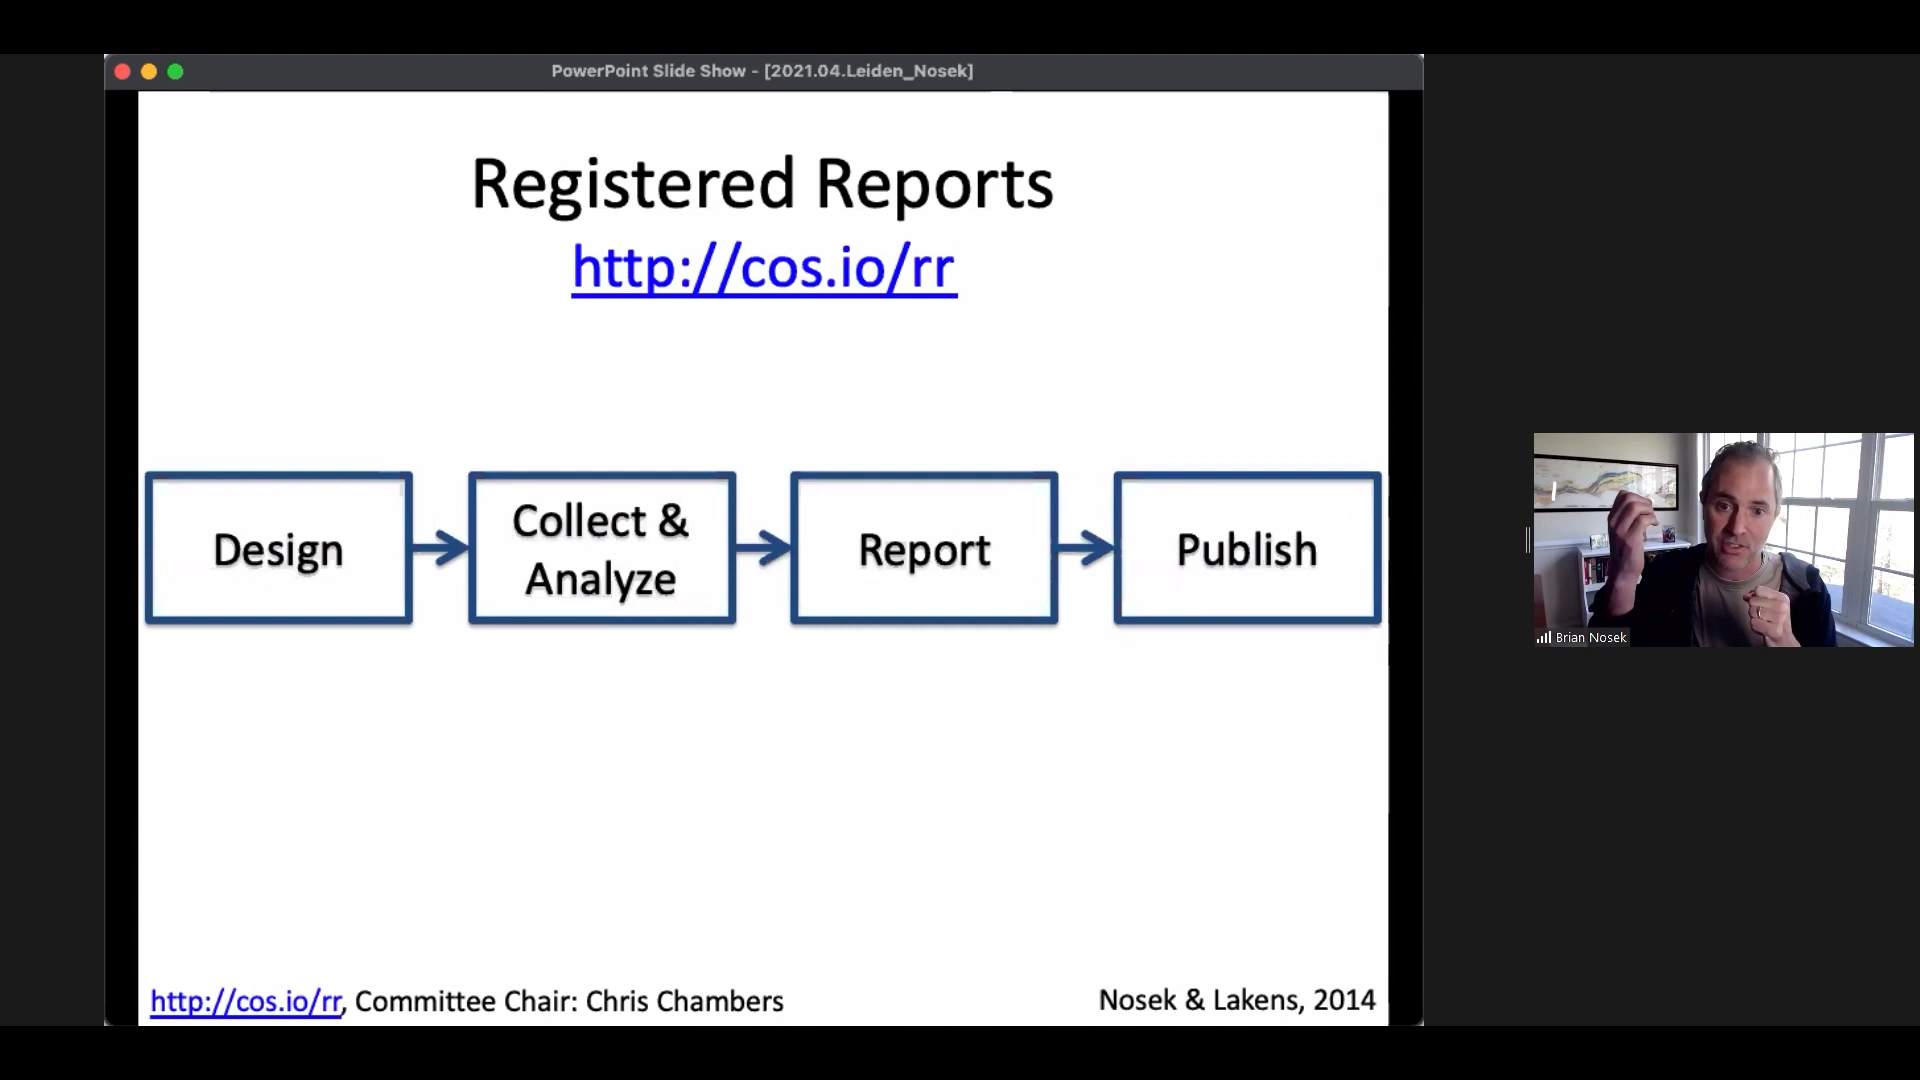 PowerPoint Slide Show - [2021.04.Leiden_Nosek]
Registered Reports
http://cos.io/rr
Design
Collect &
Analyze
Report
Publish
Brian Nosek
http://cos.io/rr, Committee Chair: Chris Chambers
Nosek & Lakens, 2014